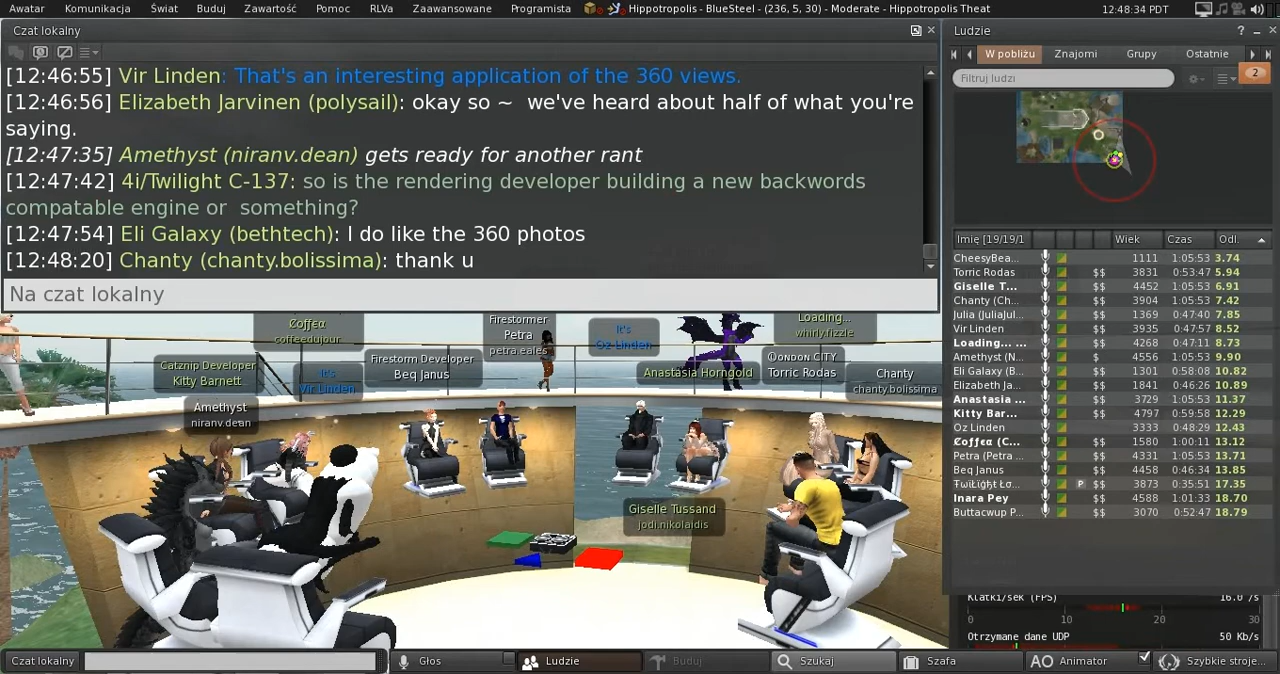 Awatar Komunikacja Świat Buduj Zawartość Pomoc RLVa Zaawansowane Programista Hippotropolis - BlueSteel - (236, 5, 30) - Moderate - Hippotropolis Theat 12:48:34 PDT
Czat lokalny
[12:46:55] Vir Linden: That's an interesting application of the 360 views.
[12:46:56] Elizabeth Jarvinen (polysail): okay so ~ we've heard about half of what you're
saying.
[12:47:35] Amethyst (niranv.dean) gets ready for another rant
[12:47:42] 4i/Twilight C-137: so is the rendering developer building a new backwords
compatable engine or something?
[12:47:54] Eli Galaxy (bethtech): I do like the 360 photos
[12:48:20] Chanty (chanty.bolissima): thank u
Na czat lokalny
Coffee
coffeedujour
Catznip Developer
Kitty Barnett
It's
Vir Linden
Firestorm Developer
Beq Janus
Firestormer
Petra
petra.eales
It's
Oz Linden
Anastasia Horngold
Loading...
whirly.fizzle
LONDON CITY
Torric Rodas
Chanty
chanty.bolissima
Amethyst
niranv.dean
Giselle Tussand
jodi.nikolaidis
Ludzie
W pobliżu Znajomi Grupy Ostatnie
Filtruj ludzi
2
Imię [19/19/1 Wiek Czas Odl.
CheesyBea... 1111 1:05:53 3.74
Torric Rodas $$ 3831 0:53:47 5.94
Giselle T... $$ 4452 1:05:53 6.91
Chanty (Ch... $$ 3904 1:05:53 7.42
Julia (JuliaJul... $$ 1369 0:47:40 7.85
Vir Linden $$ 3935 0:47:57 8.52
Loading... ... $$ 4268 0:47:11 8.73
Amethyst (N... $ 4556 1:05:53 9.90
Eli Galaxy (B... $$ 1301 0:58:08 10.82
Elizabeth Ja... $$ 1841 0:46:26 10.89
Anastasia ... $$ 3729 1:05:53 11.37
Kitty Bar... $$ 4797 0:59:58 12.29
Oz Linden 3333 0:48:29 12.43
Coffee (C... $$ 1580 1:00:11 13.12
Petra (Petra ... $$ 4331 1:05:53 13.71
Beq Janus $$ 4458 0:46:34 13.85
P $$ 3873 0:35:51 17.35
Inara Pey $$ 4588 1:01:33 18.70
Buttacwup P... $$ 3070 0:52:47 18.79
Klatki/sek (FPS) 16.0 /s
0 10 20 30
Otrzymane dane UDP 50 Kb/s
Czat lokalny Głos Ludzie Buduj Szukaj Szafa AO Animator Szybkie stroje...